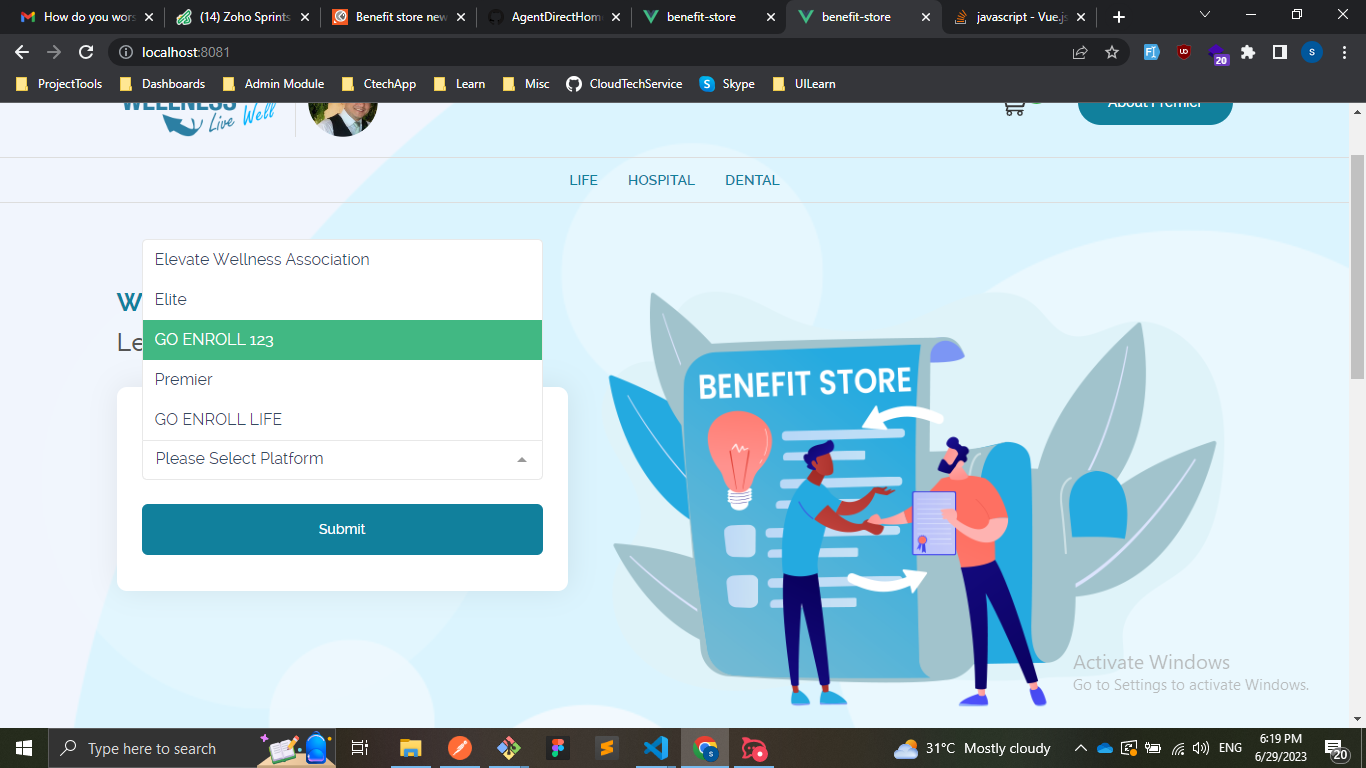 How do you wors
(14) Zoho Sprints
Benefit store new
AgentDirectHom
benefit-store
benefit-store
javascript - Vue.js
localhost:8081
20
S
ProjectTools
Dashboards
Admin Module
CtechApp
Learn
Misc
CloudTechService
Skype
UILearn
WELLNESS
Live Well
About Premier
LIFE
HOSPITAL
DENTAL
Elevate Wellness Association
Elite
W
GO ENROLL 123
Le
Premier
GO ENROLL LIFE
Please Select Platform
Submit
BENEFIT STORE
Activate Windows
Go to Settings to activate Windows.
Type here to search
31°C Mostly cloudy
ENG
6:19 PM
6/29/2023
20